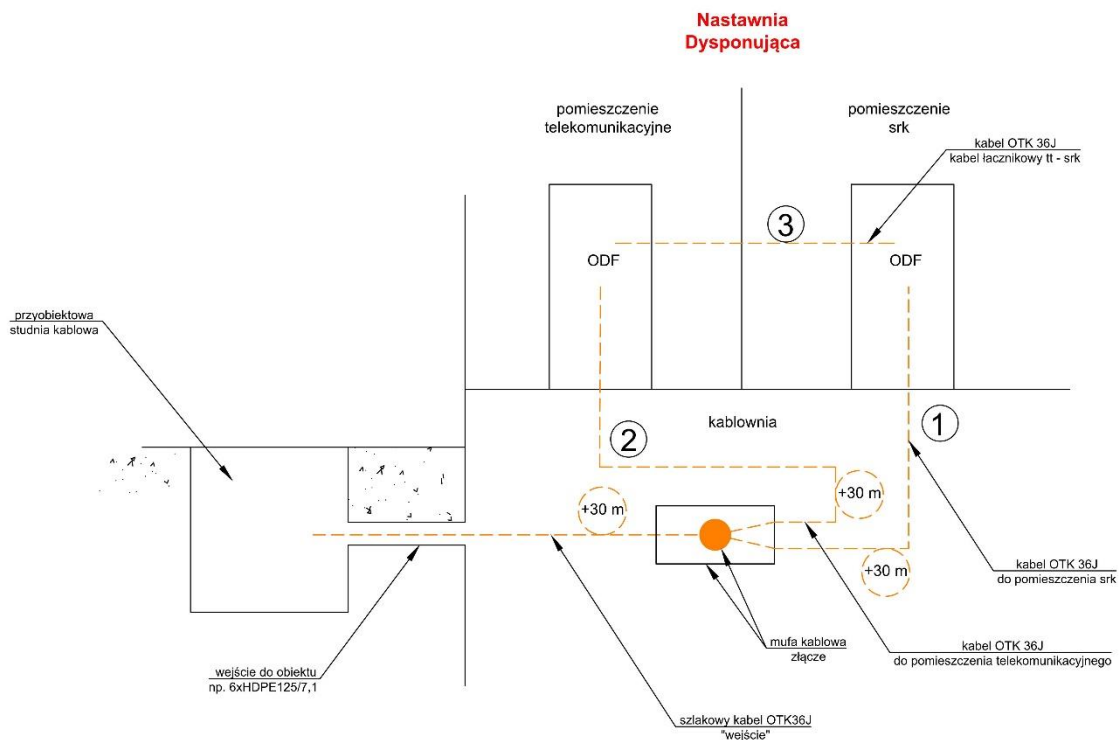 Nastawnia
Dysponująca
pomieszczenie
telekomunikacyjne
pomieszczenie
srk
kabel OTK 36J
kabel łacznikowy tt - srk
3
ODF
ODF
przyobiektowa
studnia kablowa
kablownia
1
2
+30 m
+30 m
+30 m
kabel OTK 36J
do pomieszczenia srk
mufa kablowa
złącze
kabel OTK 36J
do pomieszczenia telekomunikacyjnego
wejście do obiektu
np. 6xHDPE125/7,1
szlakowy kabel OTK36J
"wejście"